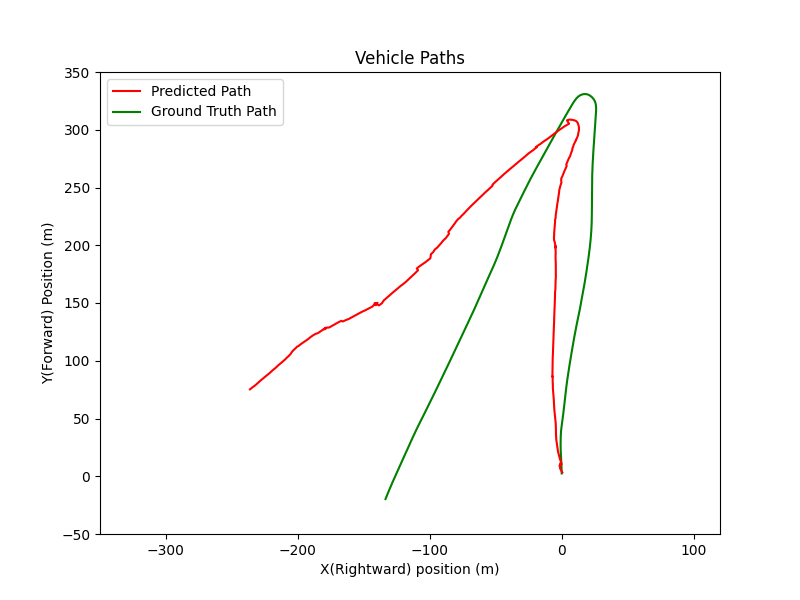 Vehicle Paths
Predicted Path
Ground Truth Path
350
300
250
200
150
100
50
0
−50
Y(Forward) Position (m)
−300
−200
−100
0
100
X(Rightward) position (m)